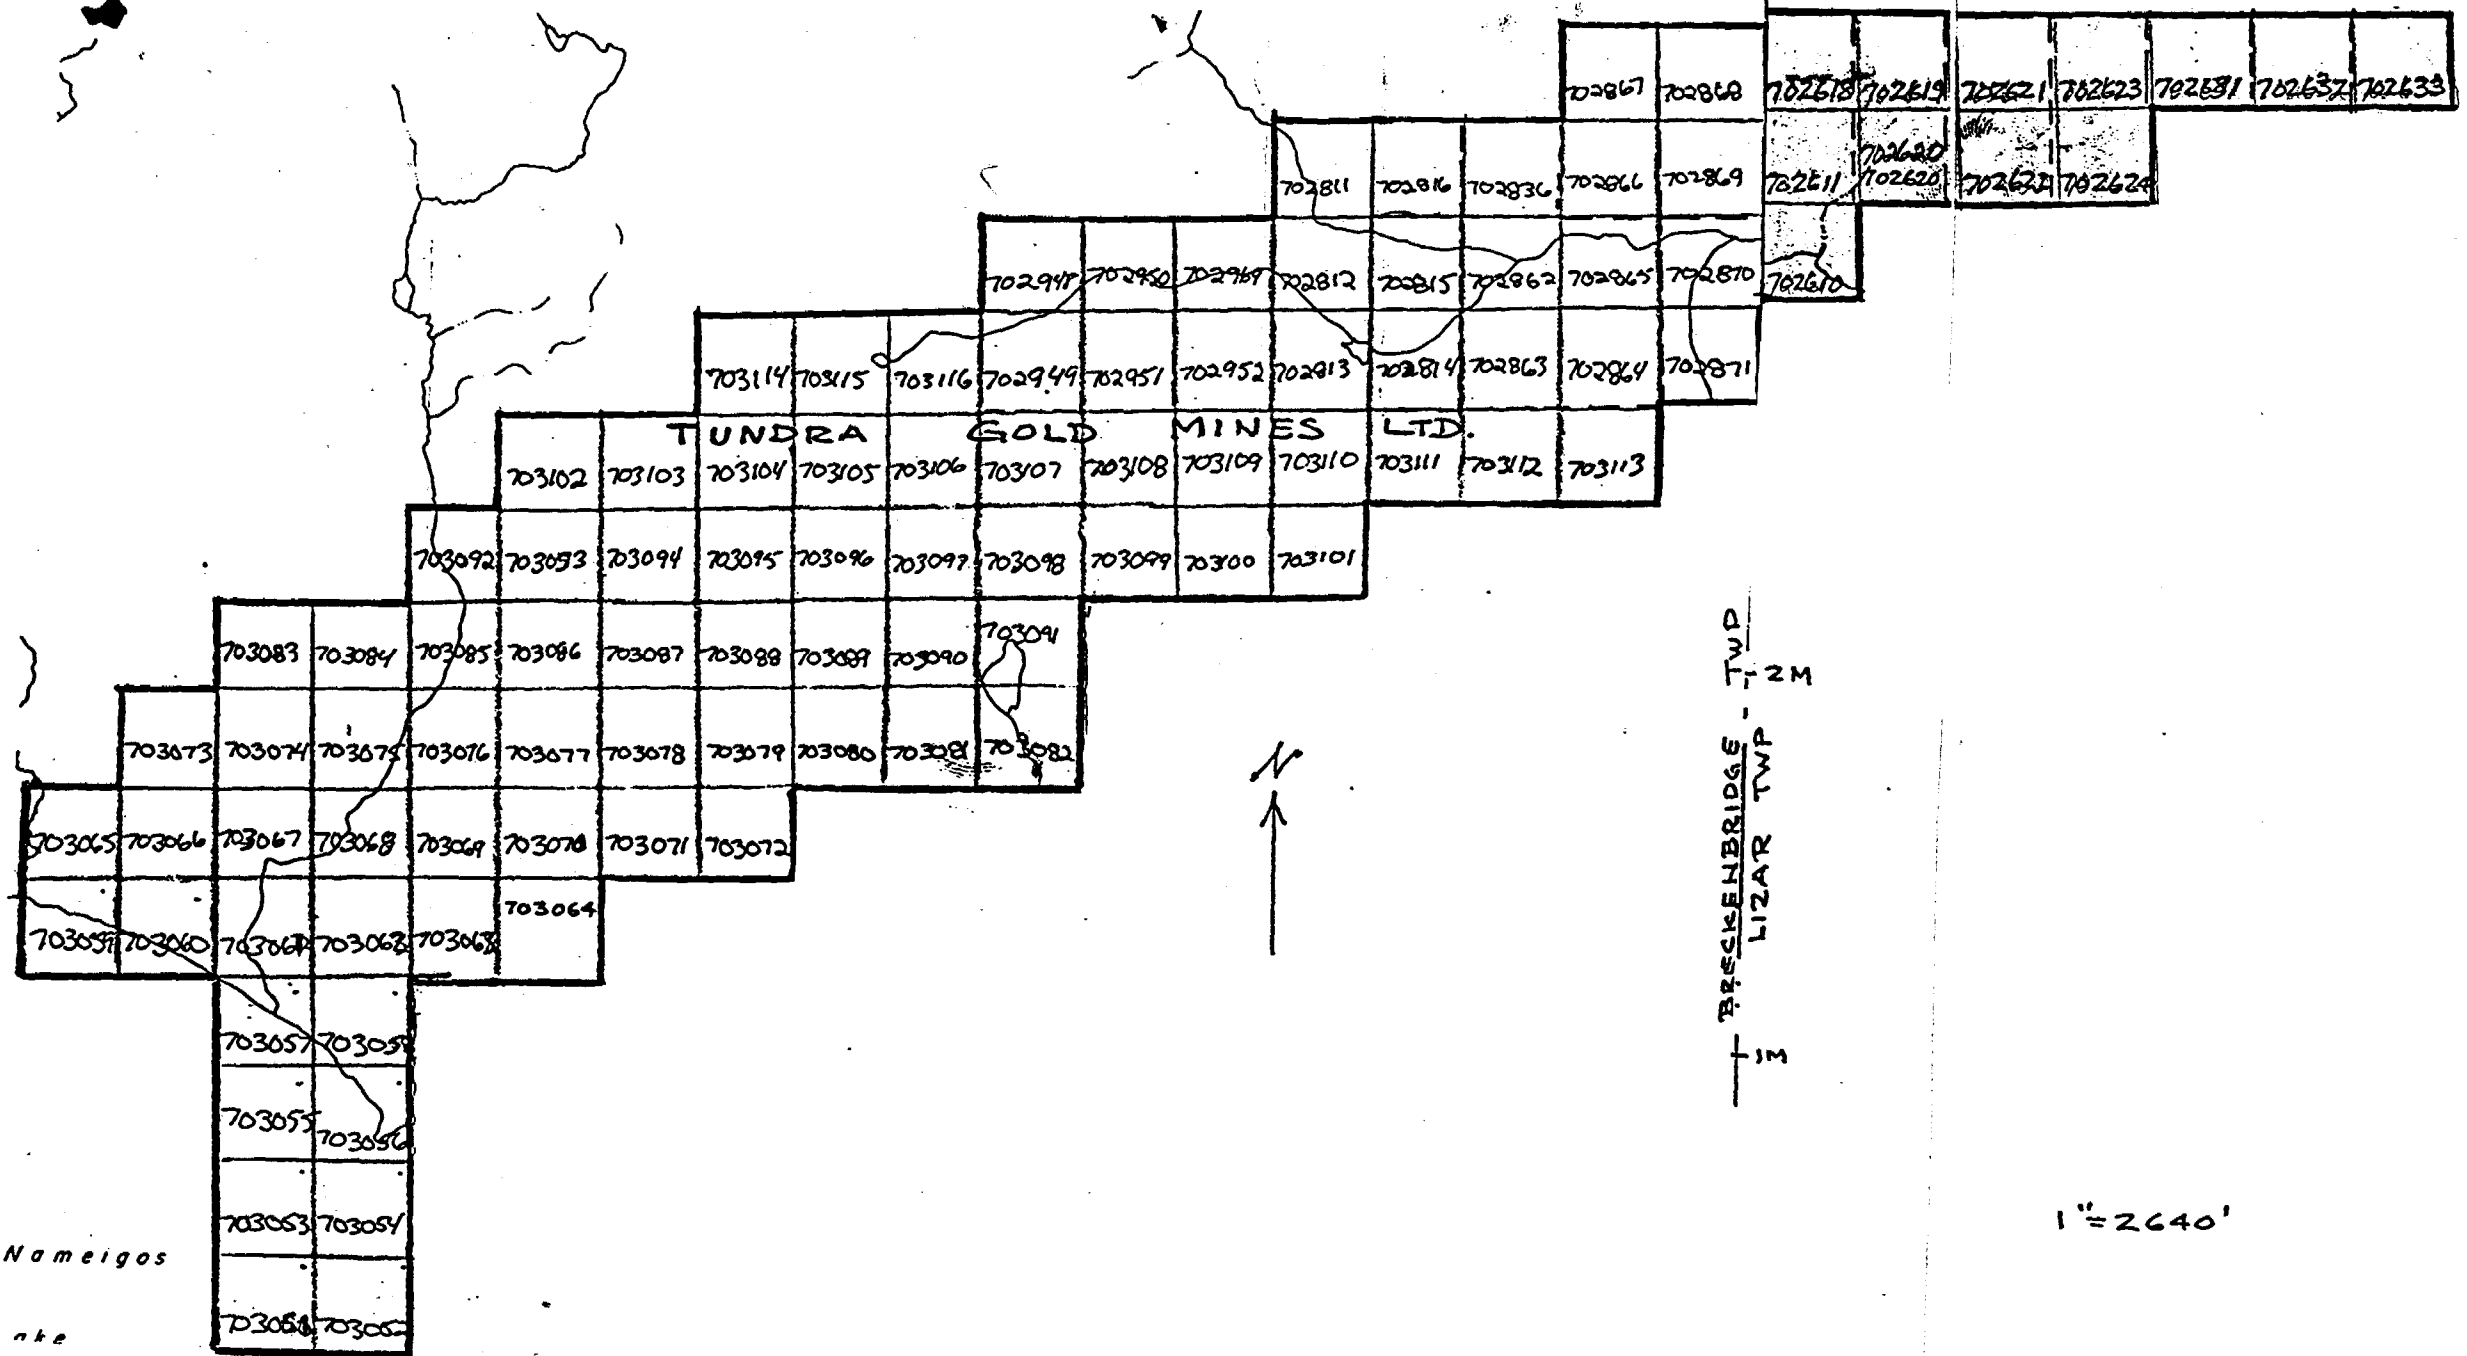 702867 702868 702618 702619 702621 702623 702631 702632 702633
702620
702811 702816 702836 702866 702869 702611 702620 702622 702624
702948 702950 702969 702812 702815 702862 702865 702870 702610
703114 703115 703116 702949 702951 702952 702813 702814 702863 702864 702871
TUNDRA GOLD MINES LTD.
703102 703103 703104 703105 703106 703107 703108 703109 703110 703111 703112 703113
703092 703093 703094 703095 703096 703097 703098 703099 703100 703101
703091
703083 703084 703085 703086 703087 703088 703089 703090
703073 703074 703075 703076 703077 703078 703079 703080 703081 703082
703065 703066 703067 703068 703069 703070 703071 703072
703064
703059 703060 703061 703062 703063
703057 703058
703055 703056
703053 703054
703051 703052
N
BRECKENBRIDGE TWP
LIZAR TWP
2M
1M
1"=2640'
Nameigos
ake